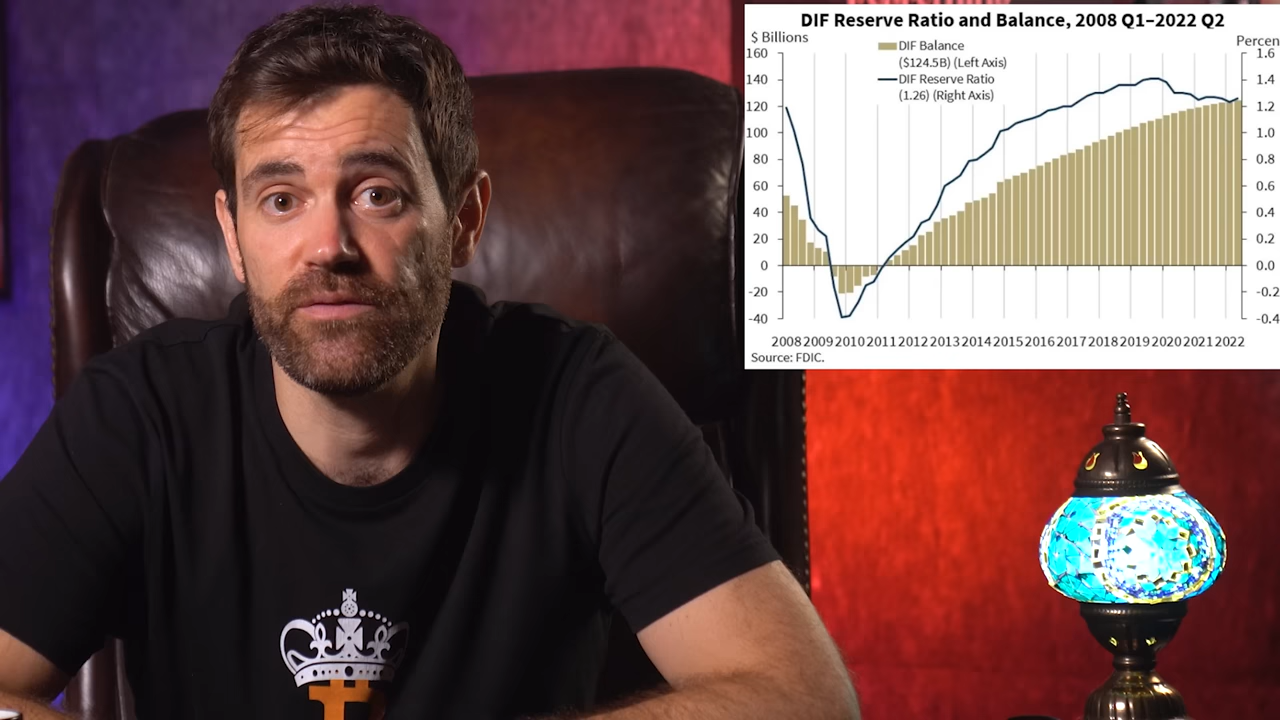 DIF Reserve Ratio and Balance, 2008 Q1–2022 Q2
$ Billions
Percen
DIF Balance
($124.5B) (Left Axis)
DIF Reserve Ratio
(1.26) (Right Axis)
160 1.6
140 1.4
120 1.2
100 1.0
80 0.8
60 0.6
40 0.4
20 0.2
0 0.0
-20 -0.2
-40 -0.4
2008 2009 2010 2011 2012 2013 2014 2015 2016 2017 2018 2019 2020 2021 2022
Source: FDIC.